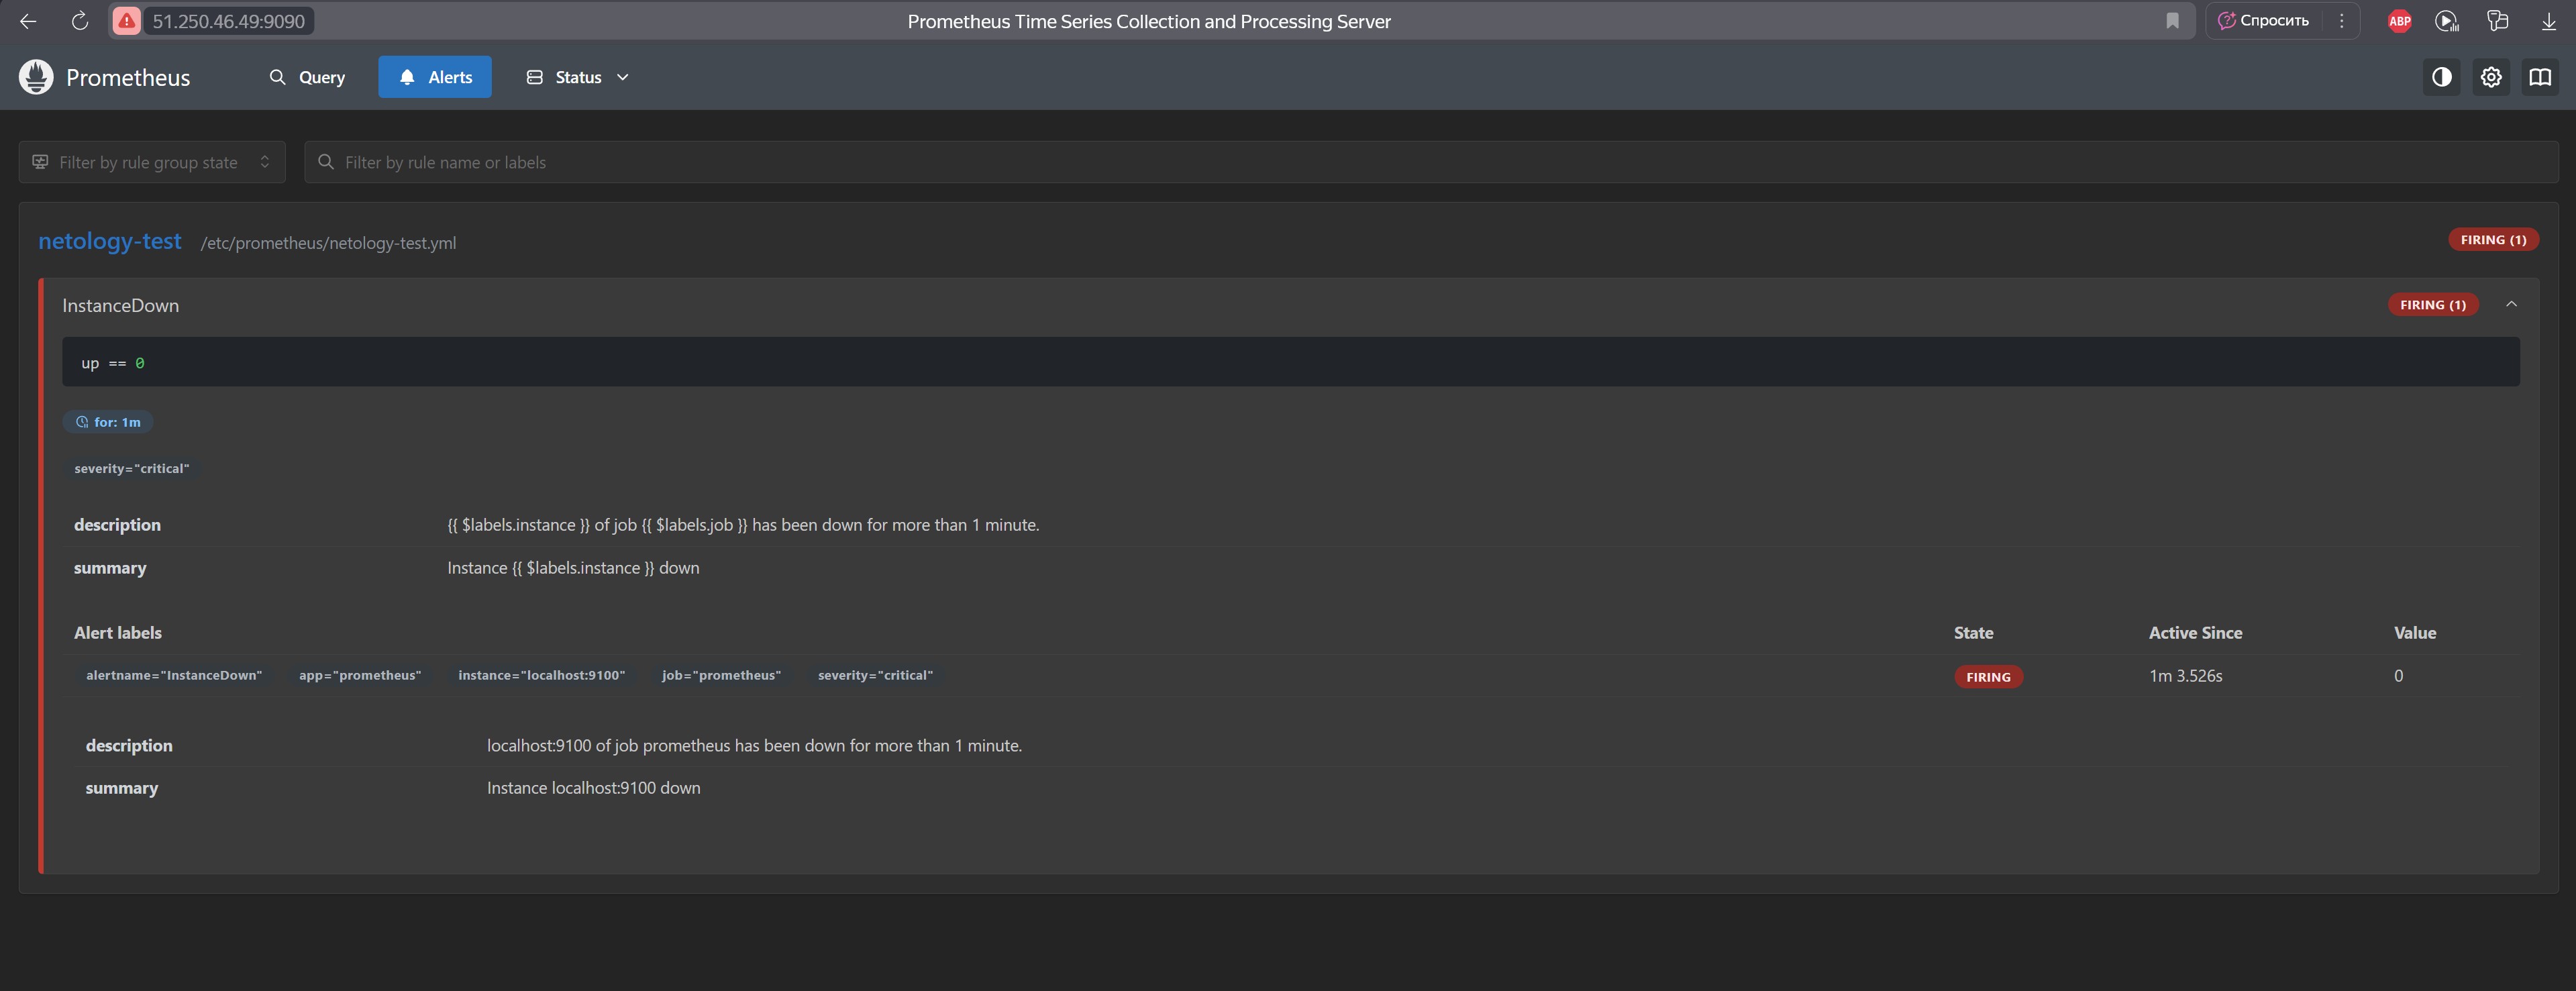 51.250.46.49:9090
Prometheus Time Series Collection and Processing Server
Спросить
ABP
Prometheus
Query
Alerts
Status
Filter by rule group state
Filter by rule name or labels
netology-test /etc/prometheus/netology-test.yml
FIRING (1)
InstanceDown
FIRING (1)
up == 0
for: 1m
severity="critical"
description {{ $labels.instance }} of job {{ $labels.job }} has been down for more than 1 minute.
summary Instance {{ $labels.instance }} down
Alert labels State Active Since Value
alertname="InstanceDown" app="prometheus" instance="localhost:9100" job="prometheus" severity="critical" FIRING 1m 3.526s 0
description localhost:9100 of job prometheus has been down for more than 1 minute.
summary Instance localhost:9100 down